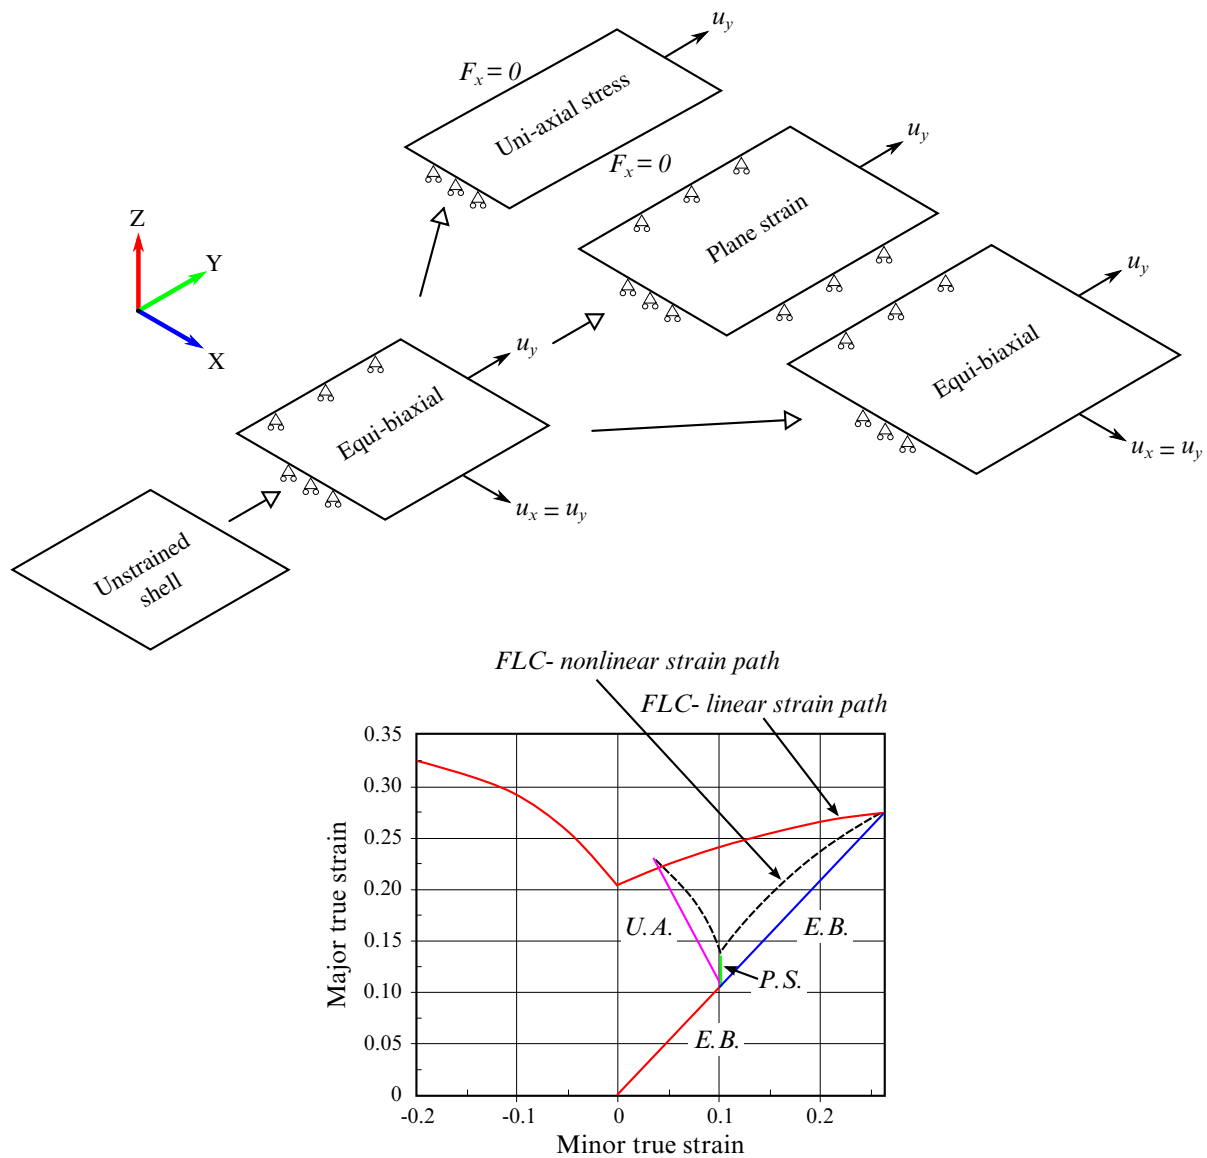 u_y
F_x = 0
Uni-axial stress
F_x = 0
u_y
Plane strain
Z
Y
X
u_y
Equi-biaxial
u_x = u_y
u_y
Equi-biaxial
u_x = u_y
Unstrained
shell
FLC- nonlinear strain path
FLC- linear strain path
0.35
0.30
0.25
0.20
0.15
0.10
0.05
0
Major true strain
U.A.
E.B.
P.S.
E.B.
-0.2
-0.1
0
0.1
0.2
Minor true strain